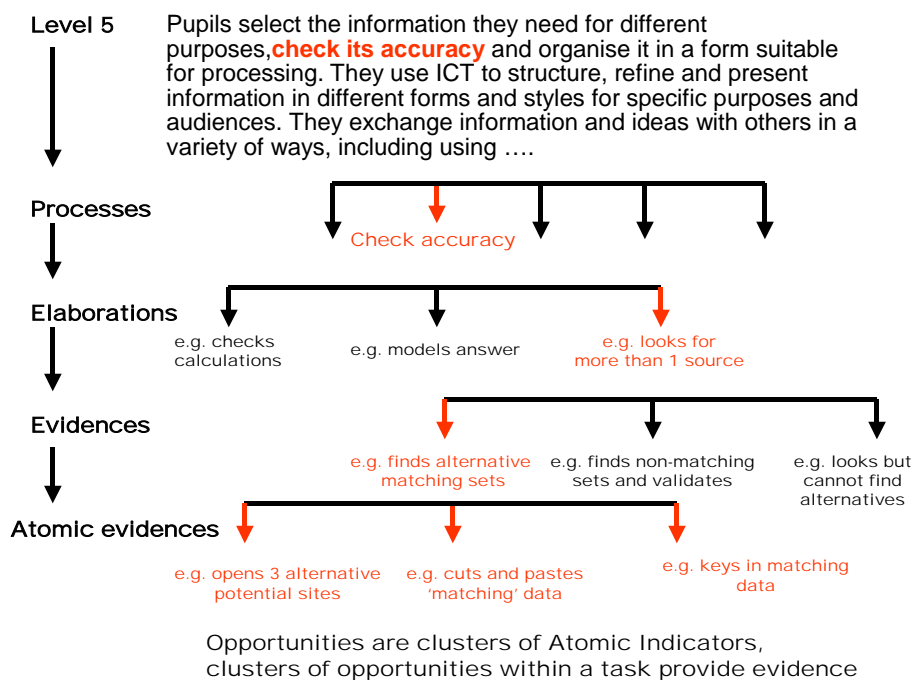 Level 5
Pupils select the information they need for different
purposes,check its accuracy and organise it in a form suitable
for processing. They use ICT to structure, refine and present
information in different forms and styles for specific purposes and
audiences. They exchange information and ideas with others in a
variety of ways, including using ....
Processes
Check accuracy
Elaborations
e.g. checks
calculations
e.g. models answer
e.g. looks for
more than 1 source
Evidences
e.g. finds alternative
matching sets
e.g. finds non-matching
sets and validates
e.g. looks but
cannot find
alternatives
Atomic evidences
e.g. opens 3 alternative
potential sites
e.g. cuts and pastes
‘matching’ data
e.g. keys in matching
data
Opportunities are clusters of Atomic Indicators,
clusters of opportunities within a task provide evidence